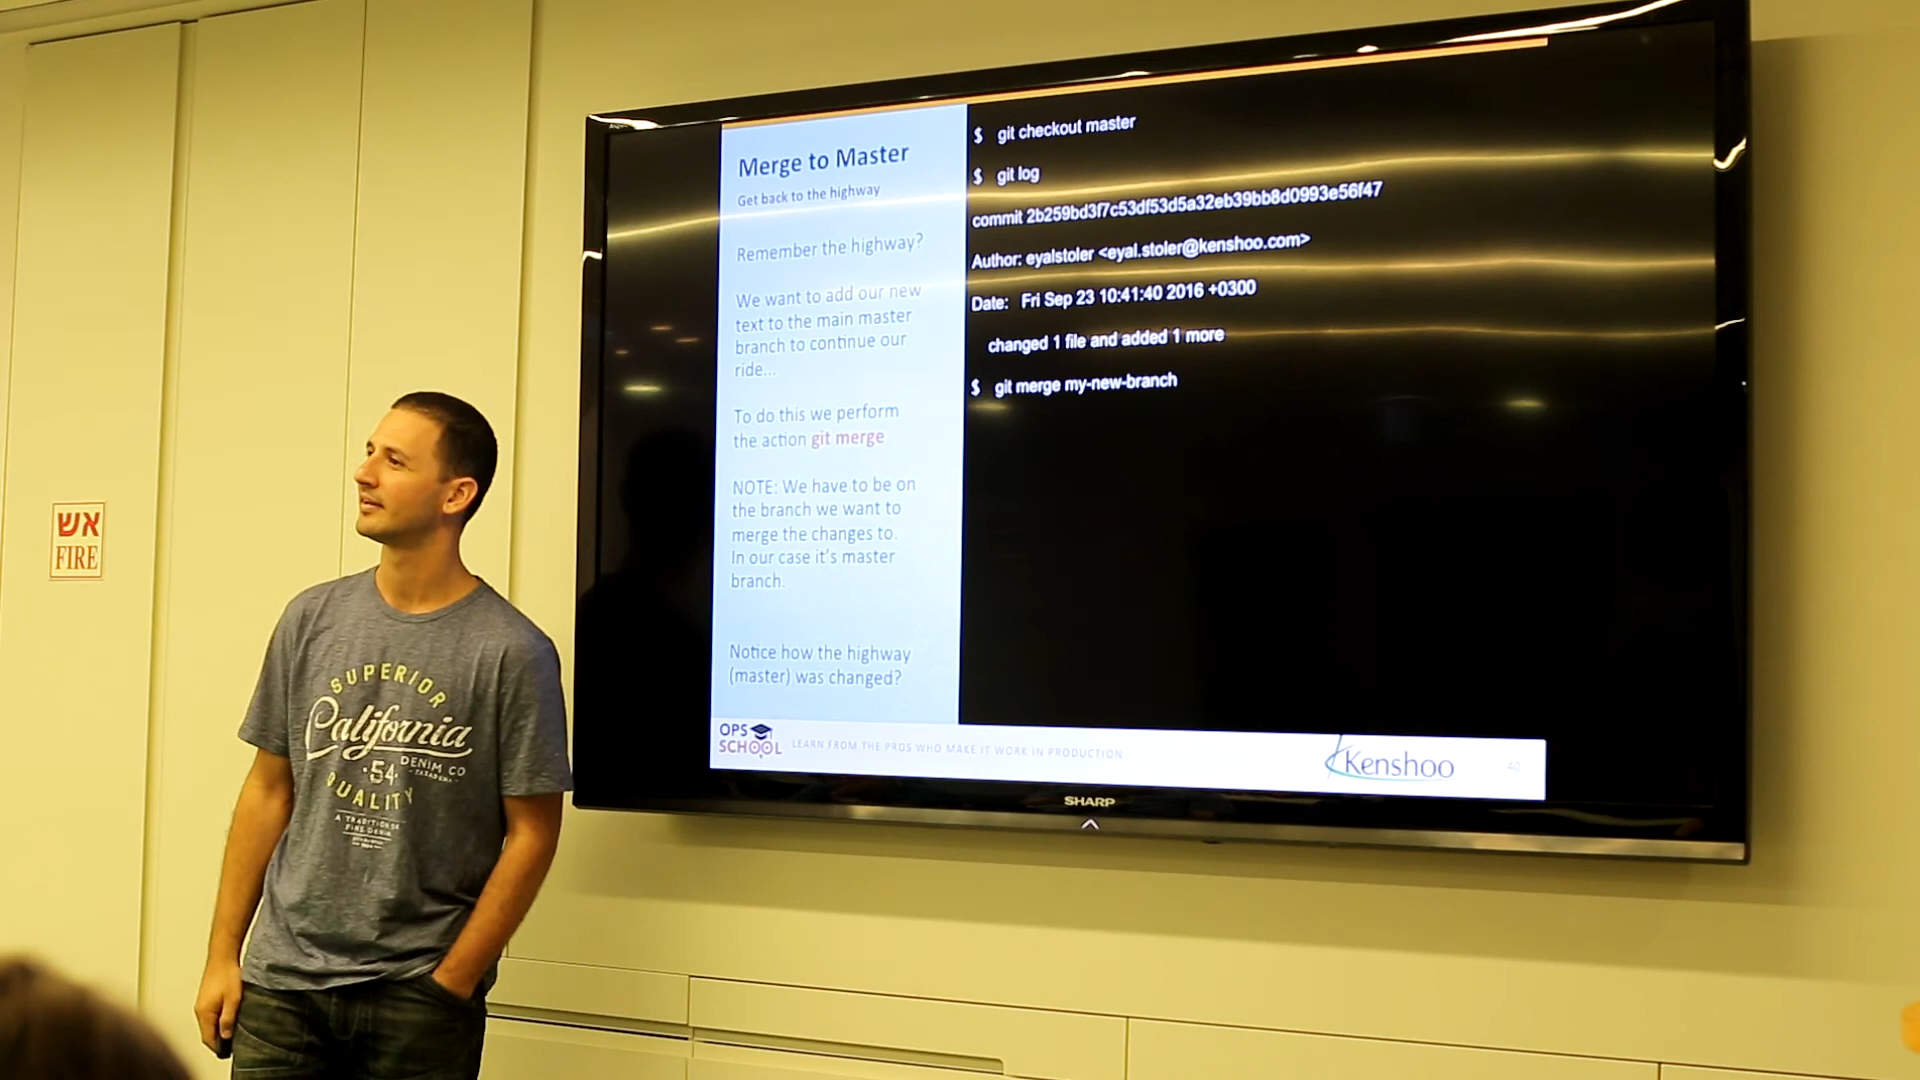 Merge to Master
Get back to the highway
Remember the highway?
We want to add our new
text to the main master
branch to continue our
ride...
To do this we perform
the action git merge
NOTE: We have to be on
the branch we want to
merge the changes to.
In our case it's master
branch.
Notice how the highway
(master) was changed?
$ git checkout master
$ git log
commit 2b259bd3f7c53df53d5a32eb39bb8d0993e56f47
Author: eyalstoler <eyal.stoler@kenshoo.com>
Date: Fri Sep 23 10:41:40 2016 +0300
changed 1 file and added 1 more
$ git merge my-new-branch
OPS
SCHOOL
LEARN FROM THE PROS WHO MAKE IT WORK IN PRODUCTION
Kenshoo
40
SHARP
אש
FIRE
SUPERIOR
California
DENIM CO
54
QUALITY
A TRADITION OF
FINE DENIM